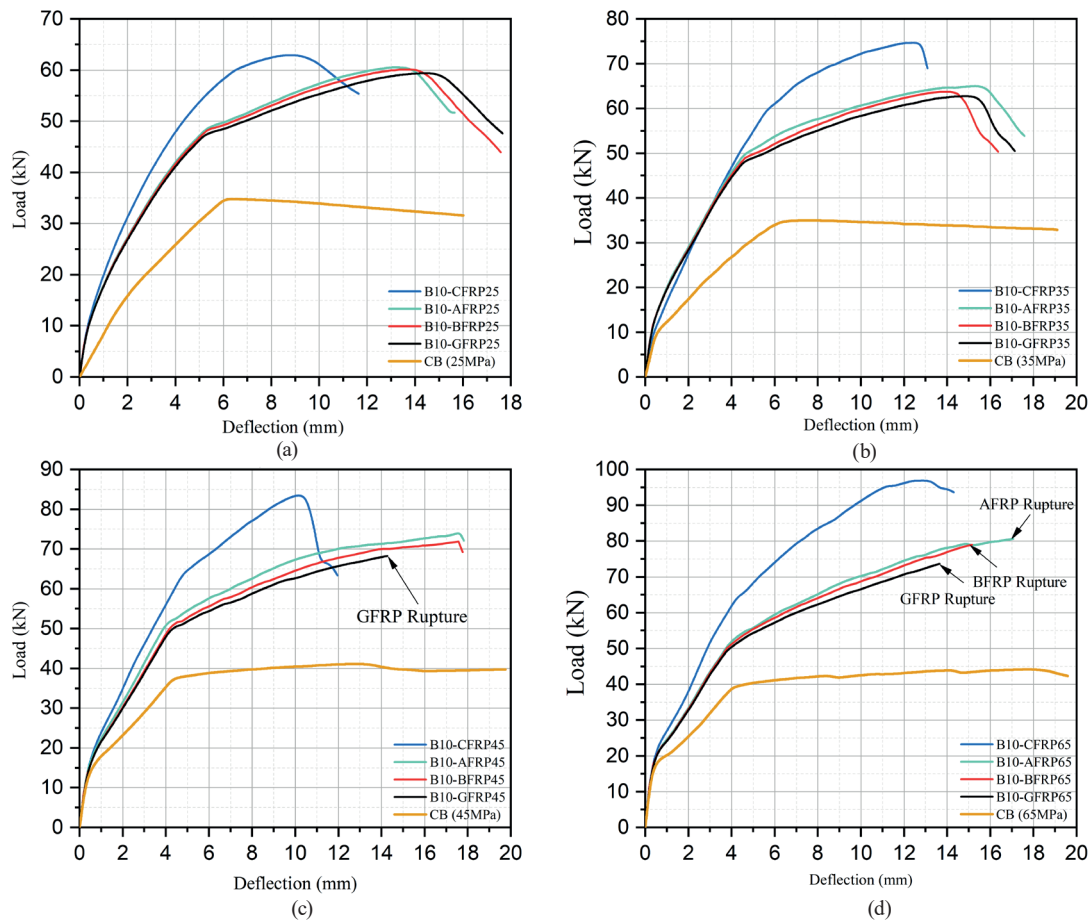 70
60
50
40
30
20
10
0
Load (kN)
0 2 4 6 8 10 12 14 16 18
Deflection (mm)
B10-CFRP25
B10-AFRP25
B10-BFRP25
B10-GFRP25
CB (25MPa)
(a)
80
70
60
50
40
30
20
10
0
Load (kN)
0 2 4 6 8 10 12 14 16 18 20
Deflection (mm)
B10-CFRP35
B10-AFRP35
B10-BFRP35
B10-GFRP35
CB (35MPa)
(b)
90
80
70
60
50
40
30
20
10
0
Load (kN)
0 2 4 6 8 10 12 14 16 18 20
Deflection (mm)
GFRP Rupture
B10-CFRP45
B10-AFRP45
B10-BFRP45
B10-GFRP45
CB (45MPa)
(c)
100
90
80
70
60
50
40
30
20
10
0
Load (kN)
0 2 4 6 8 10 12 14 16 18 20
Deflection (mm)
AFRP Rupture
BFRP Rupture
GFRP Rupture
B10-CFRP65
B10-AFRP65
B10-BFRP65
B10-GFRP65
CB (65MPa)
(d)